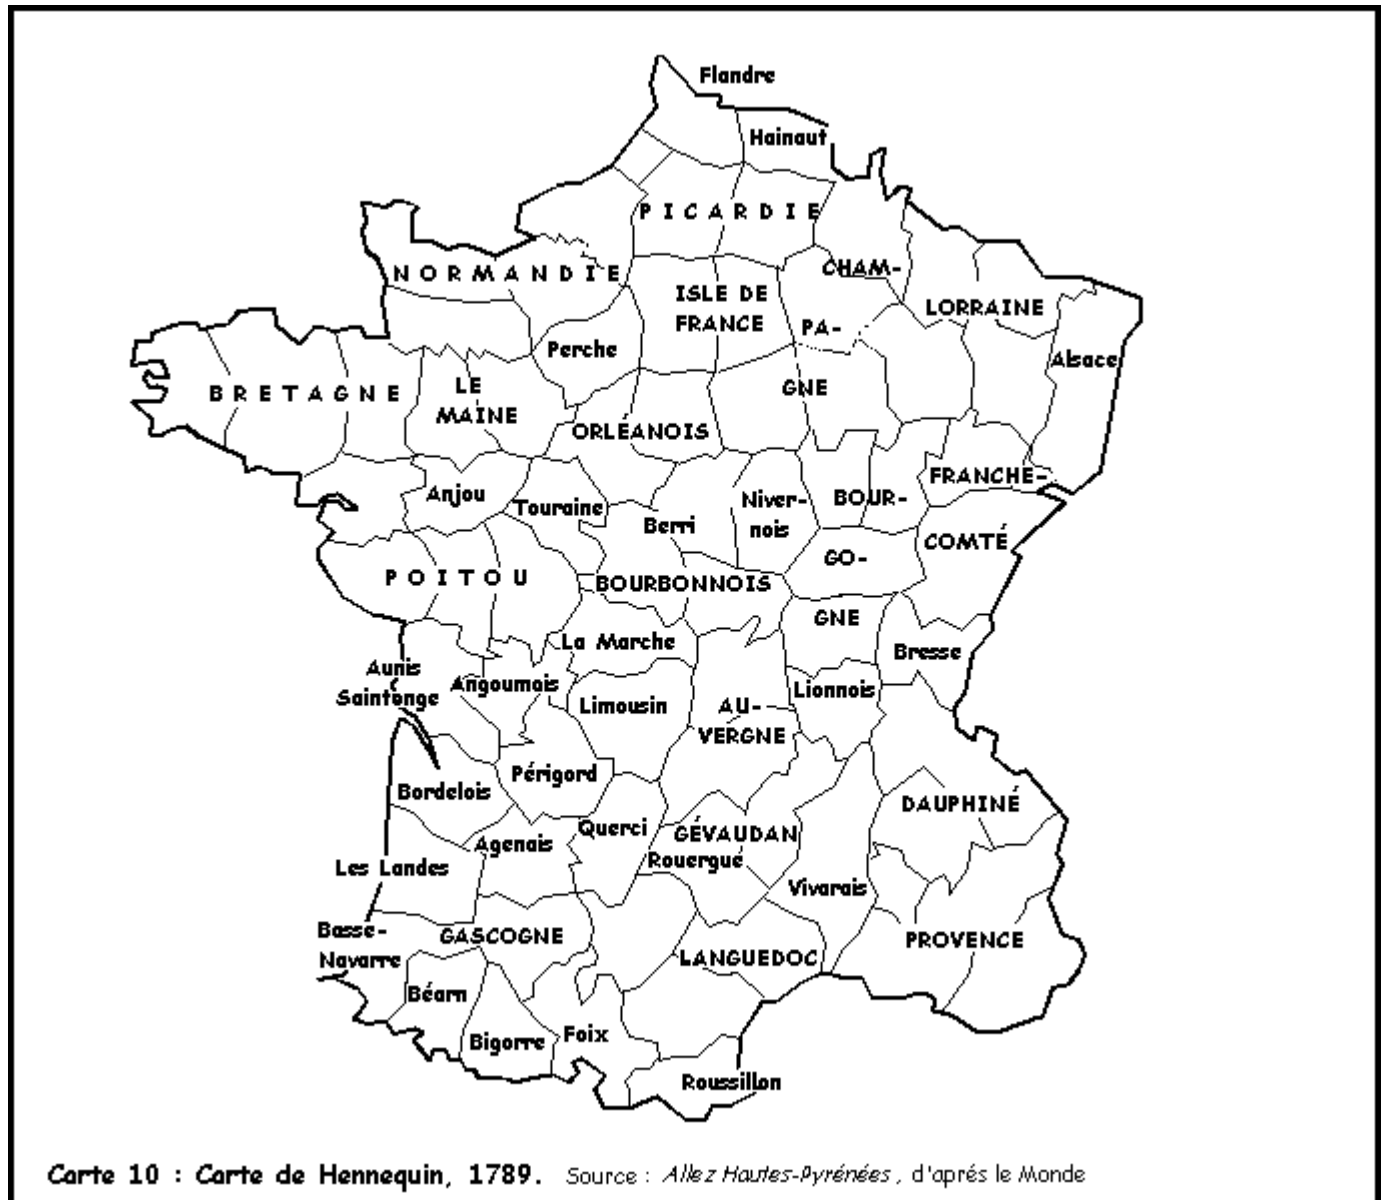 Flandre
Hainaut
PICARDIE
NORMANDIE
CHAM-
ISLE DE
FRANCE
LORRAINE
PA-
Perche
Alsace
BRETAGNE
LE
MAINE
GNE
ORLÉANOIS
Anjou
Touraine
Berri
Niver-
nois
BOUR-
FRANCHE-
COMTÉ
GO-
POITOU
BOURBONNOIS
GNE
La Marche
Bresse
Aunis
Saintonge
Angoumois
Limousin
Lionnois
AU-
VERGNE
Périgord
Bordelois
DAUPHINÉ
Querci
GÉVAUDAN
Agenais
Rouergue
Les Landes
Vivarais
Basse-
Navarre
GASCOGNE
LANGUEDOC
PROVENCE
Béarn
Bigorre
Foix
Roussillon
Carte 10 : Carte de Hennequin, 1789. Source : Allez Hautes-Pyrénées, d'aprés le Monde